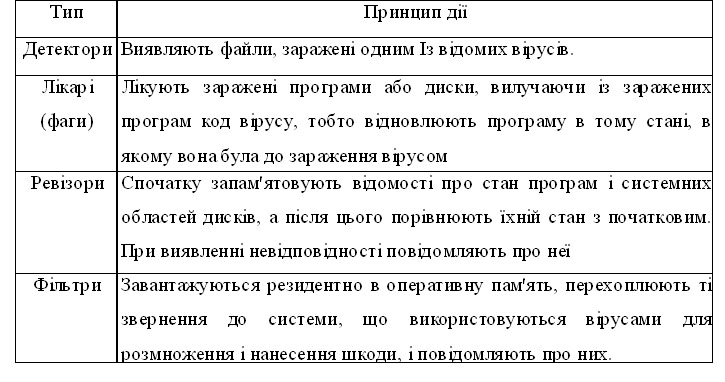 Тип Принцип дії
Детектори Виявляють файли, заражені одним Із відомих вірусів.
Лікарі Лікують заражені програми або диски, вилучаючи із заражених
(фаги) програм код вірусу, тобто відновлюють програму в тому стані, в
якому вона була до зараження вірусом
Ревізори Спочатку запам'ятовують відомості про стан програм і системних
областей дисків, а після цього порівнюють їхній стан з початковим.
При виявленні невідповідності повідомляють про неї
Фільтри Завантажуються резидентно в оперативну пам'ять, перехоплюють ті
звернення до системи, що використовуються вірусами для
розмноження і нанесення шкоди, і повідомляють про них.